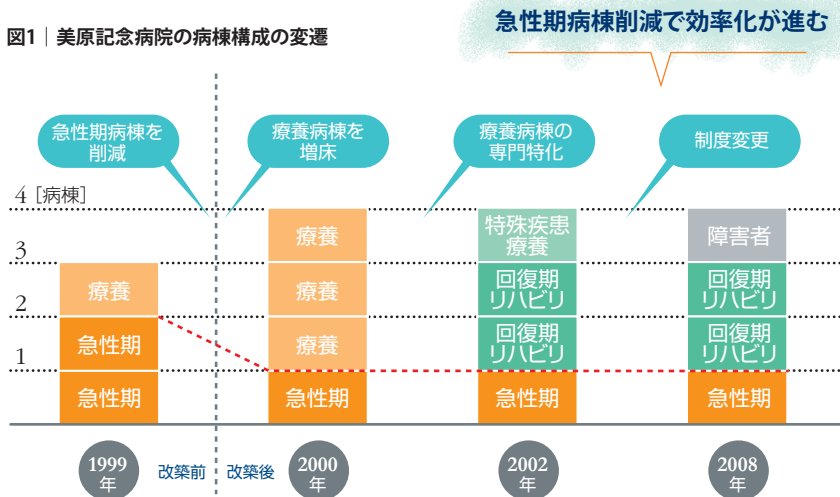 急性期病棟削減で効率化が進む
図1｜美原記念病院の病棟構成の変遷
急性期病棟を
削減
療養病棟を
増床
療養病棟の
専門特化
制度変更
4［病棟］
3
2
1
療養
急性期
急性期
療養
療養
療養
急性期
特殊疾患
療養
回復期
リハビリ
回復期
リハビリ
急性期
障害者
回復期
リハビリ
回復期
リハビリ
急性期
1999
年
改築前
改築後
2000
年
2002
年
2008
年